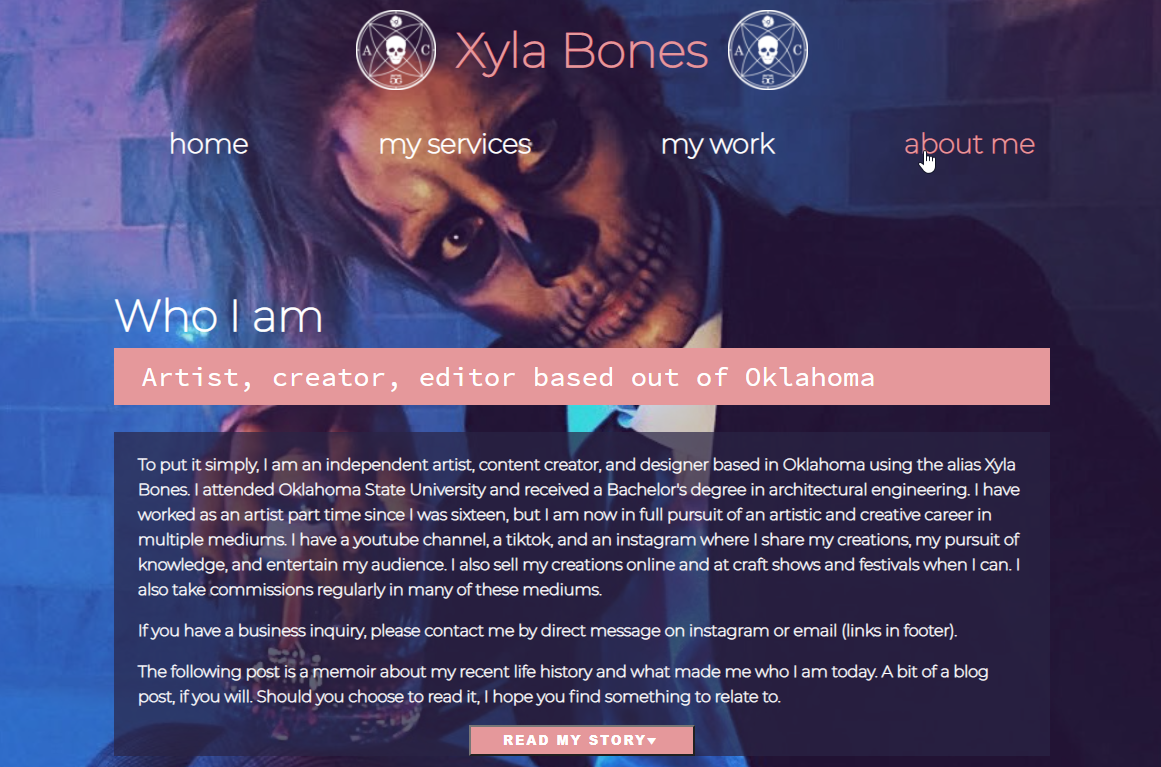 A C Xyla Bones A C
home my services my work about me
Who I am
Artist, creator, editor based out of Oklahoma
To put it simply, I am an independent artist, content creator, and designer based in Oklahoma using the alias Xyla
Bones. I attended Oklahoma State University and received a Bachelor's degree in architectural engineering. I have
worked as an artist part time since I was sixteen, but I am now in full pursuit of an artistic and creative career in
multiple mediums. I have a youtube channel, a tiktok, and an instagram where I share my creations, my pursuit of
knowledge, and entertain my audience. I also sell my creations online and at craft shows and festivals when I can. I
also take commissions regularly in many of these mediums.
If you have a business inquiry, please contact me by direct message on instagram or email (links in footer).
The following post is a memoir about my recent life history and what made me who I am today. A bit of a blog
post, if you will. Should you choose to read it, I hope you find something to relate to.
READ MY STORY▾